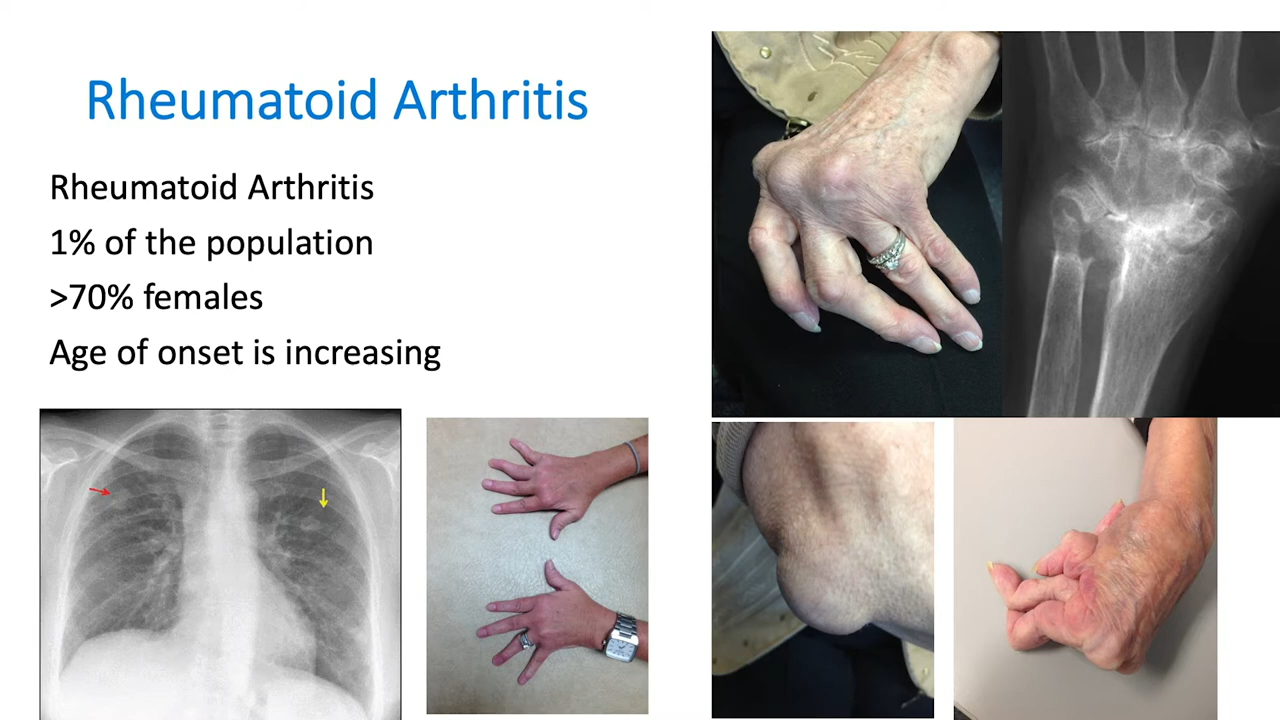 Rheumatoid Arthritis
Rheumatoid Arthritis
1% of the population
>70% females
Age of onset is increasing